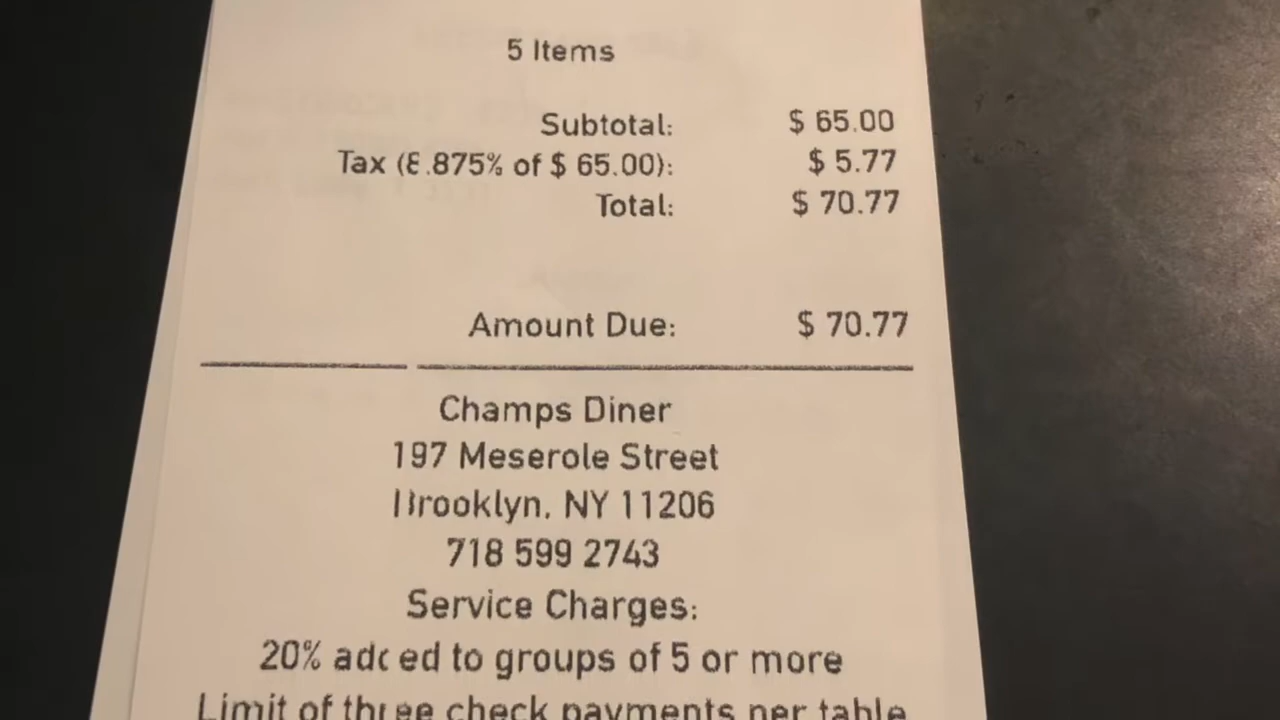 5 Items
Subtotal: $ 65.00
Tax (8.875% of $ 65.00): $ 5.77
Total: $ 70.77
Amount Due: $ 70.77
Champs Diner
197 Meserole Street
Brooklyn, NY 11206
718 599 2743
Service Charges:
20% added to groups of 5 or more
Limit of three check payments per table